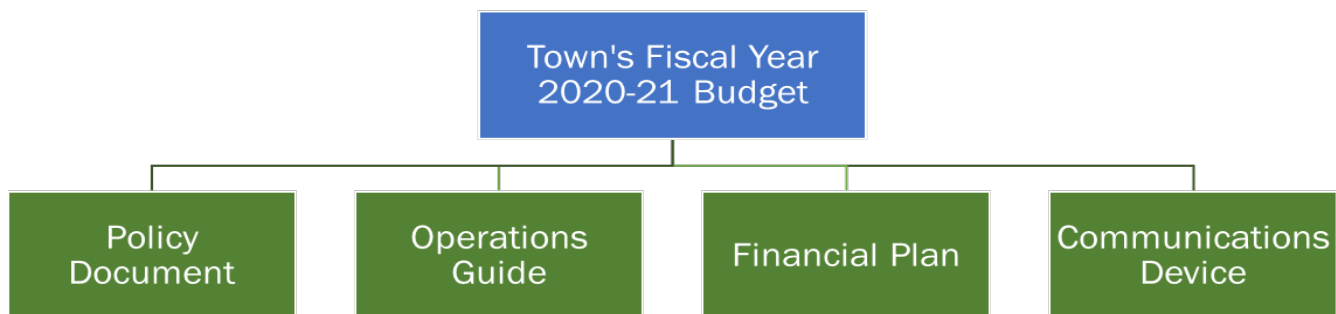 Town's Fiscal Year
2020-21 Budget
Policy
Document
Operations
Guide
Financial Plan
Communications
Device